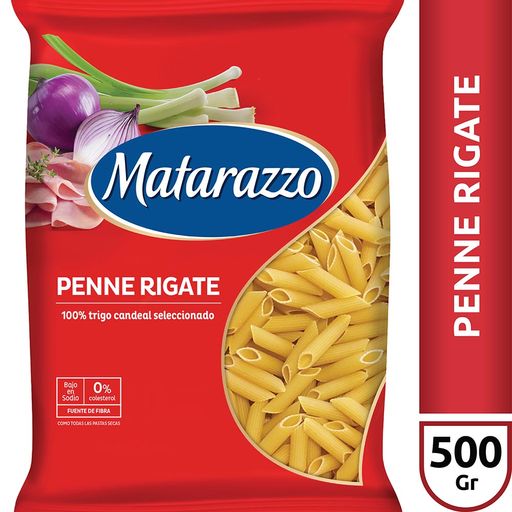 Matarazzo
PENNE RIGATE
100% trigo candeal seleccionado
Bajo
en
Sodio
0%
colesterol
FUENTE DE FIBRA
COMO TODAS LAS PASTAS SECAS
PENNE RIGATE
500
Gr